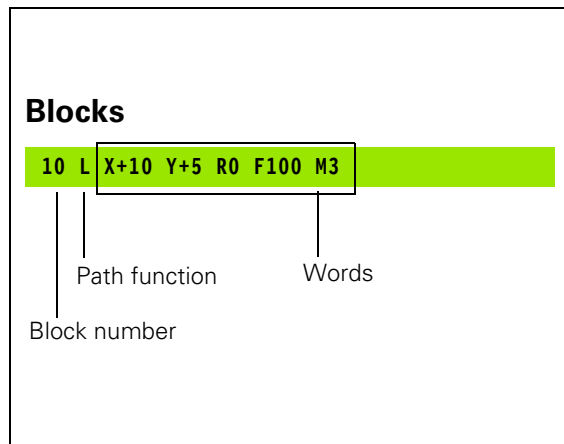 Blocks
10 L X+10 Y+5 R0 F100 M3
Path function Words
Block number